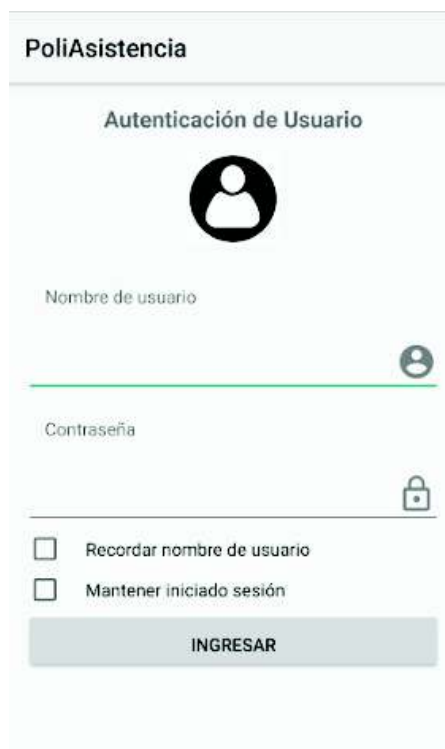 PoliAsistencia
Autenticación de Usuario
Nombre de usuario
Contraseña
Recordar nombre de usuario
Mantener iniciado sesión
INGRESAR